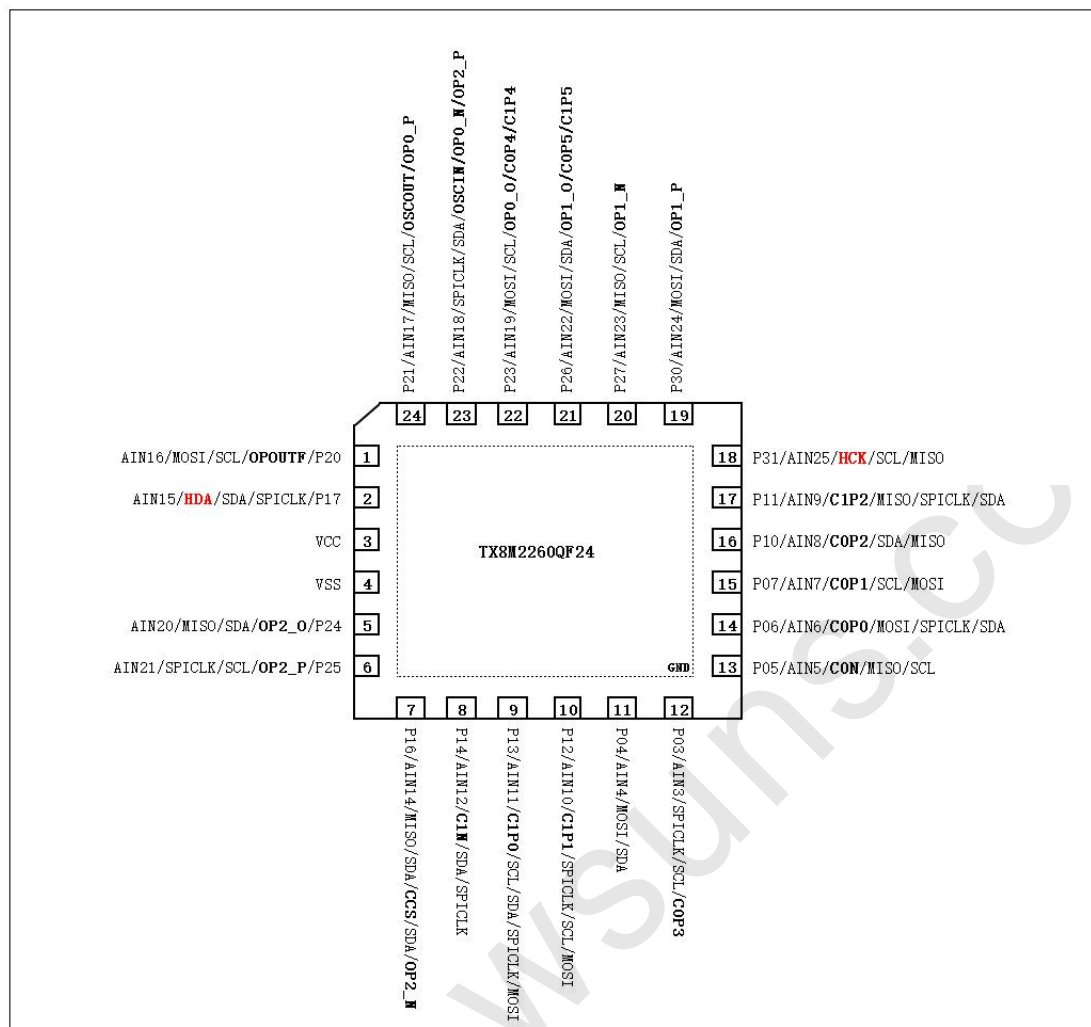 P21/AIN17/MISO/SCL/OSCOUT/OP0_P
P22/AIN18/SPICLK/SDA/OSCIN/OP0_N/OP2_P
P23/AIN19/MOSI/SCL/OP0_O/C0P4/C1P4
P26/AIN22/MOSI/SDA/OP1_O/C0P5/C1P5
P27/AIN23/MISO/SCL/OP1_N
P30/AIN24/MOSI/SDA/OP1_P
24 23 22 21 20 19
AIN16/MOSI/SCL/OPOUTF/P20 1
AIN15/HDA/SDA/SPICLK/P17 2
VCC 3
VSS 4
AIN20/MISO/SDA/OP2_O/P24 5
AIN21/SPICLK/SCL/OP2_P/P25 6
TX8M2260QF24
GND
18 P31/AIN25/HCK/SCL/MISO
17 P11/AIN9/C1P2/MISO/SPICLK/SDA
16 P10/AIN8/C0P2/SDA/MISO
15 P07/AIN7/C0P1/SCL/MOSI
14 P06/AIN6/C0P0/MOSI/SPICLK/SDA
13 P05/AIN5/C0N/MISO/SCL
7 8 9 10 11 12
P16/AIN14/MISO/SDA/CCS/SDA/OP2_N
P14/AIN12/C1N/SDA/SPICLK
P13/AIN11/C1P0/SCL/SDA/SPICLK/MOSI
P12/AIN10/C1P1/SPICLK/SCL/MOSI
P04/AIN4/MOSI/SDA
P03/AIN3/SPICLK/SCL/C0P3
wsuns.co